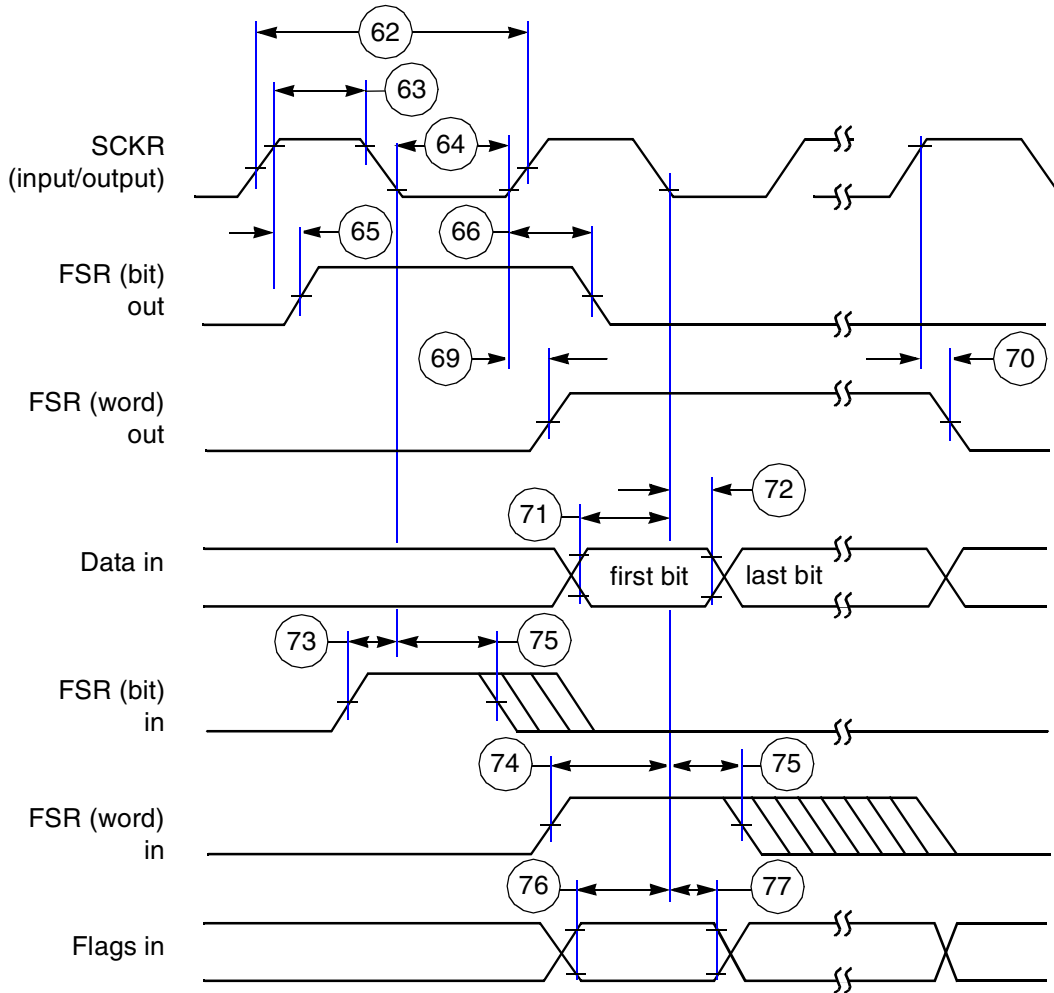 62
63
SCKR
(input/output)
64
65
66
FSR (bit)
out
69
70
FSR (word)
out
72
71
Data in
first bit
last bit
73
75
FSR (bit)
in
74
75
FSR (word)
in
76
77
Flags in